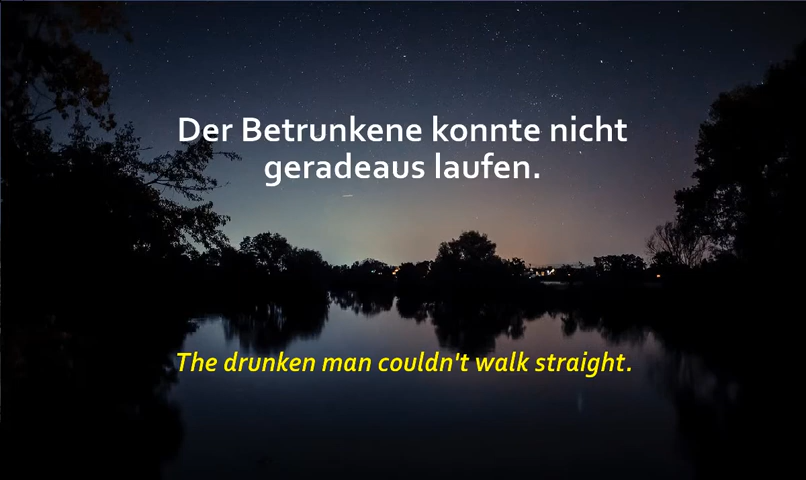 Der Betrunkene konnte nicht
geradeaus laufen.
The drunken man couldn't walk straight.